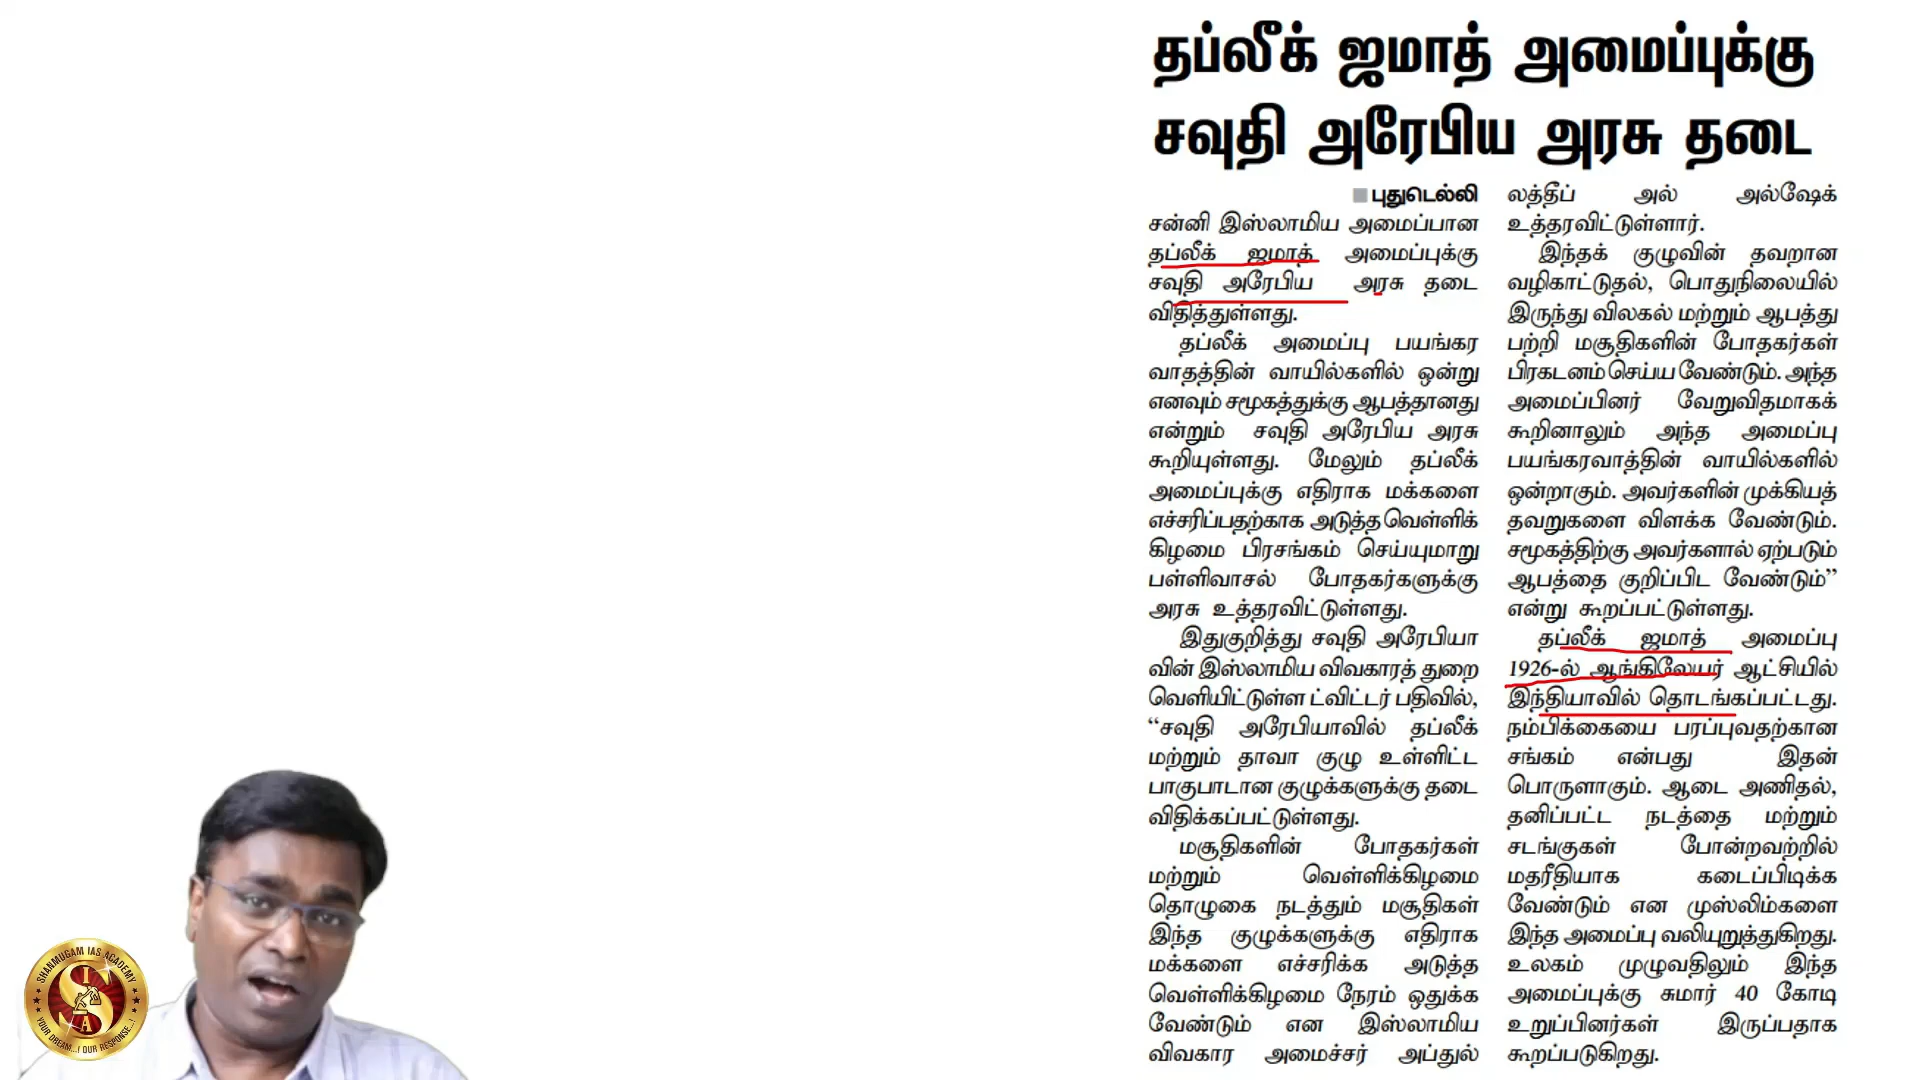 தப்லீக் ஜமாத் அமைப்புக்கு
சவுதி அரேபிய அரசு தடை
புதுடெல்லி
சன்னி இஸ்லாமிய அமைப்பான
தப்லீக் ஜமாத் அமைப்புக்கு
சவுதி அரேபிய அரசு தடை
விதித்துள்ளது.
தப்லீக் அமைப்பு பயங்கர
வாதத்தின் வாயில்களில் ஒன்று
எனவும் சமூகத்துக்கு ஆபத்தானது
என்றும் சவுதி அரேபிய அரசு
கூறியுள்ளது. மேலும் தப்லீக்
அமைப்புக்கு எதிராக மக்களை
எச்சரிப்பதற்காக அடுத்த வெள்ளிக்
கிழமை பிரசங்கம் செய்யுமாறு
பள்ளிவாசல் போதகர்களுக்கு
அரசு உத்தரவிட்டுள்ளது.
இதுகுறித்து சவுதி அரேபியா
வின் இஸ்லாமிய விவகாரத் துறை
வெளியிட்டுள்ள ட்விட்டர் பதிவில்,
“சவுதி அரேபியாவில் தப்லீக்
மற்றும் தாவா குழு உள்ளிட்ட
பாகுபாடான குழுக்களுக்கு தடை
விதிக்கப்பட்டுள்ளது.
மசூதிகளின் போதகர்கள்
மற்றும் வெள்ளிக்கிழமை
தொழுகை நடத்தும் மசூதிகள்
இந்த குழுக்களுக்கு எதிராக
மக்களை எச்சரிக்க அடுத்த
வெள்ளிக்கிழமை நேரம் ஒதுக்க
வேண்டும் என இஸ்லாமிய
விவகார அமைச்சர் அப்துல்
லத்தீப் அல் அல்ஷேக்
உத்தரவிட்டுள்ளார்.
இந்தக் குழுவின் தவறான
வழிகாட்டுதல், பொதுநிலையில்
இருந்து விலகல் மற்றும் ஆபத்து
பற்றி மசூதிகளின் போதகர்கள்
பிரகடனம் செய்ய வேண்டும். அந்த
அமைப்பினர் வேறுவிதமாகக்
கூறினாலும் அந்த அமைப்பு
பயங்கரவாத்தின் வாயில்களில்
ஒன்றாகும். அவர்களின் முக்கியத்
தவறுகளை விளக்க வேண்டும்.
சமூகத்திற்கு அவர்களால் ஏற்படும்
ஆபத்தை குறிப்பிட வேண்டும்”
என்று கூறப்பட்டுள்ளது.
தப்லீக் ஜமாத் அமைப்பு
1926-ல் ஆங்கிலேயர் ஆட்சியில்
இந்தியாவில் தொடங்கப்பட்டது.
நம்பிக்கையை பரப்புவதற்கான
சங்கம் என்பது இதன்
பொருளாகும். ஆடை அணிதல்,
தனிப்பட்ட நடத்தை மற்றும்
சடங்குகள் போன்றவற்றில்
மதரீதியாக கடைப்பிடிக்க
வேண்டும் என முஸ்லிம்களை
இந்த அமைப்பு வலியுறுத்துகிறது.
உலகம் முழுவதிலும் இந்த
அமைப்புக்கு சுமார் 40 கோடி
உறுப்பினர்கள் இருப்பதாக
கூறப்படுகிறது.
SHANMUGAM IAS ACADEMY
YOUR DREAM...! OUR RESPONSE...!